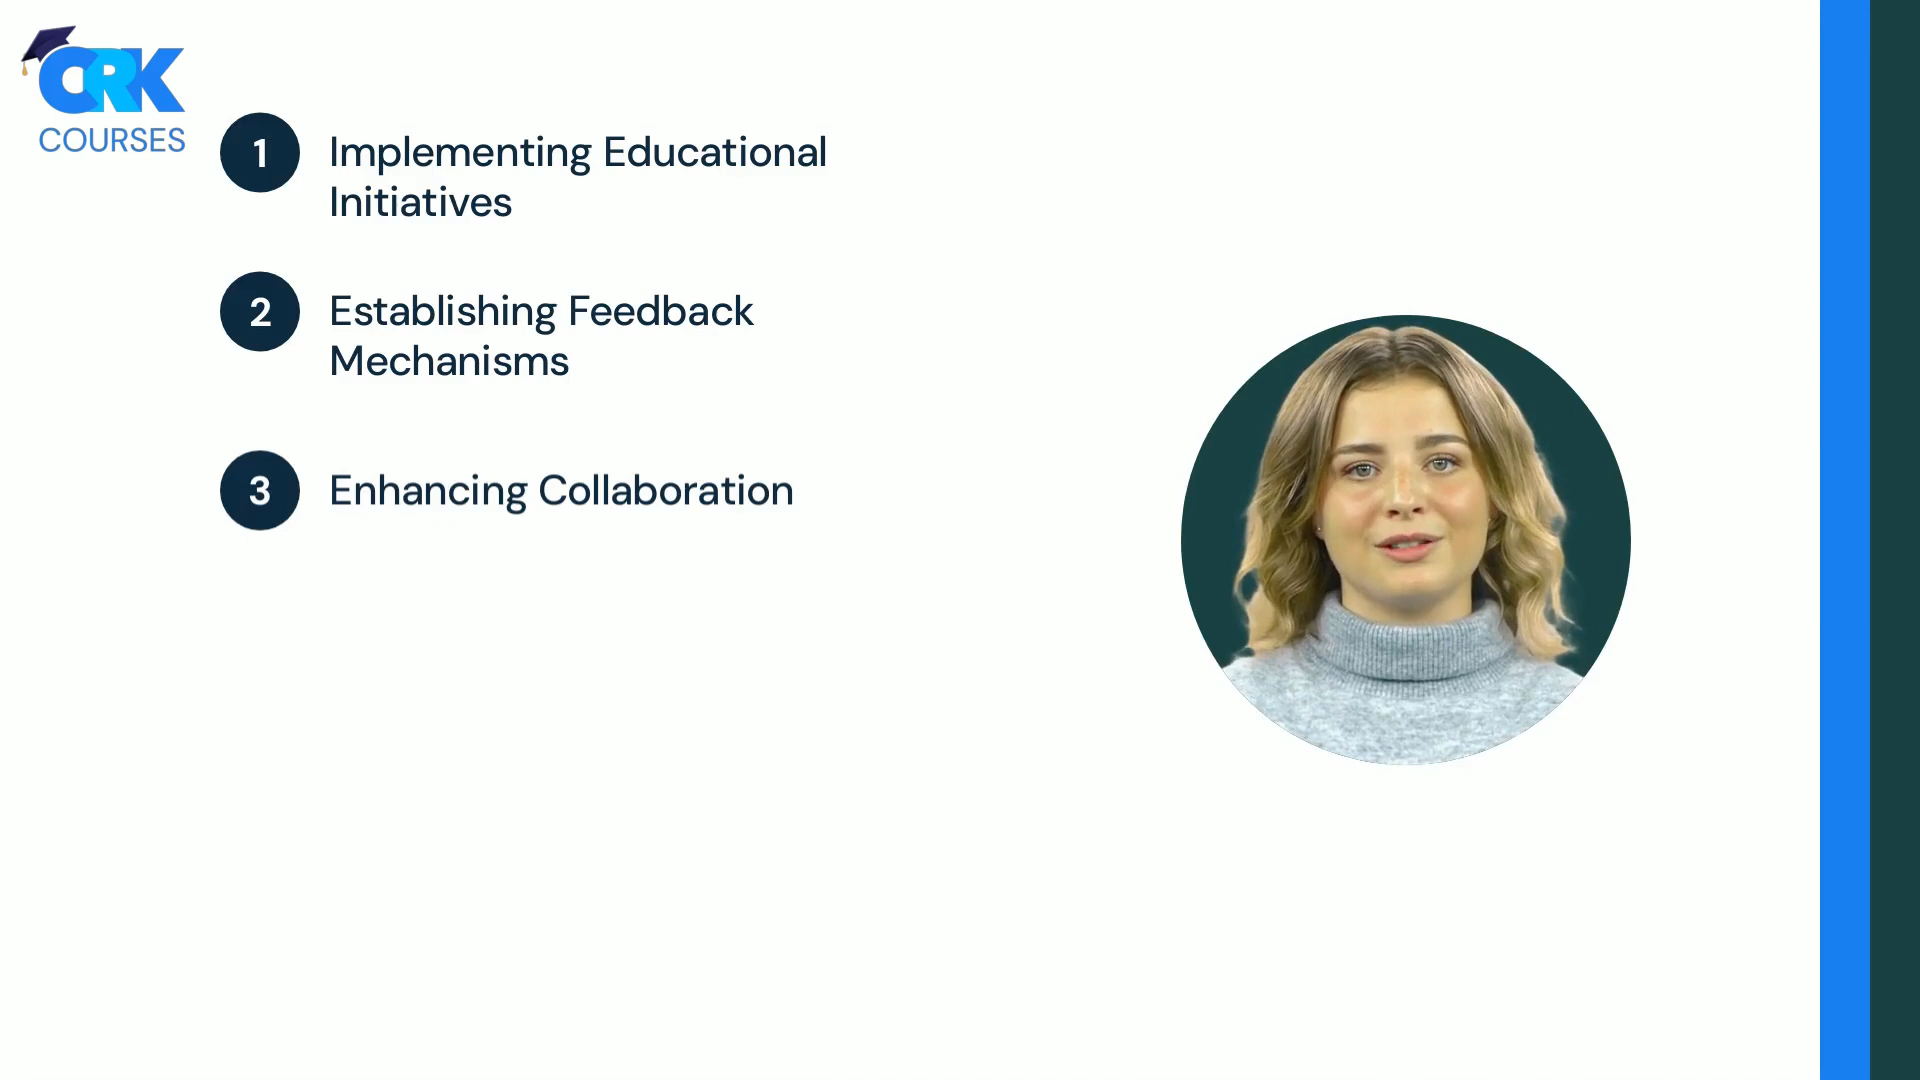 CRK
COURSES
1
Implementing Educational
Initiatives
2
Establishing Feedback
Mechanisms
3
Enhancing Collaboration